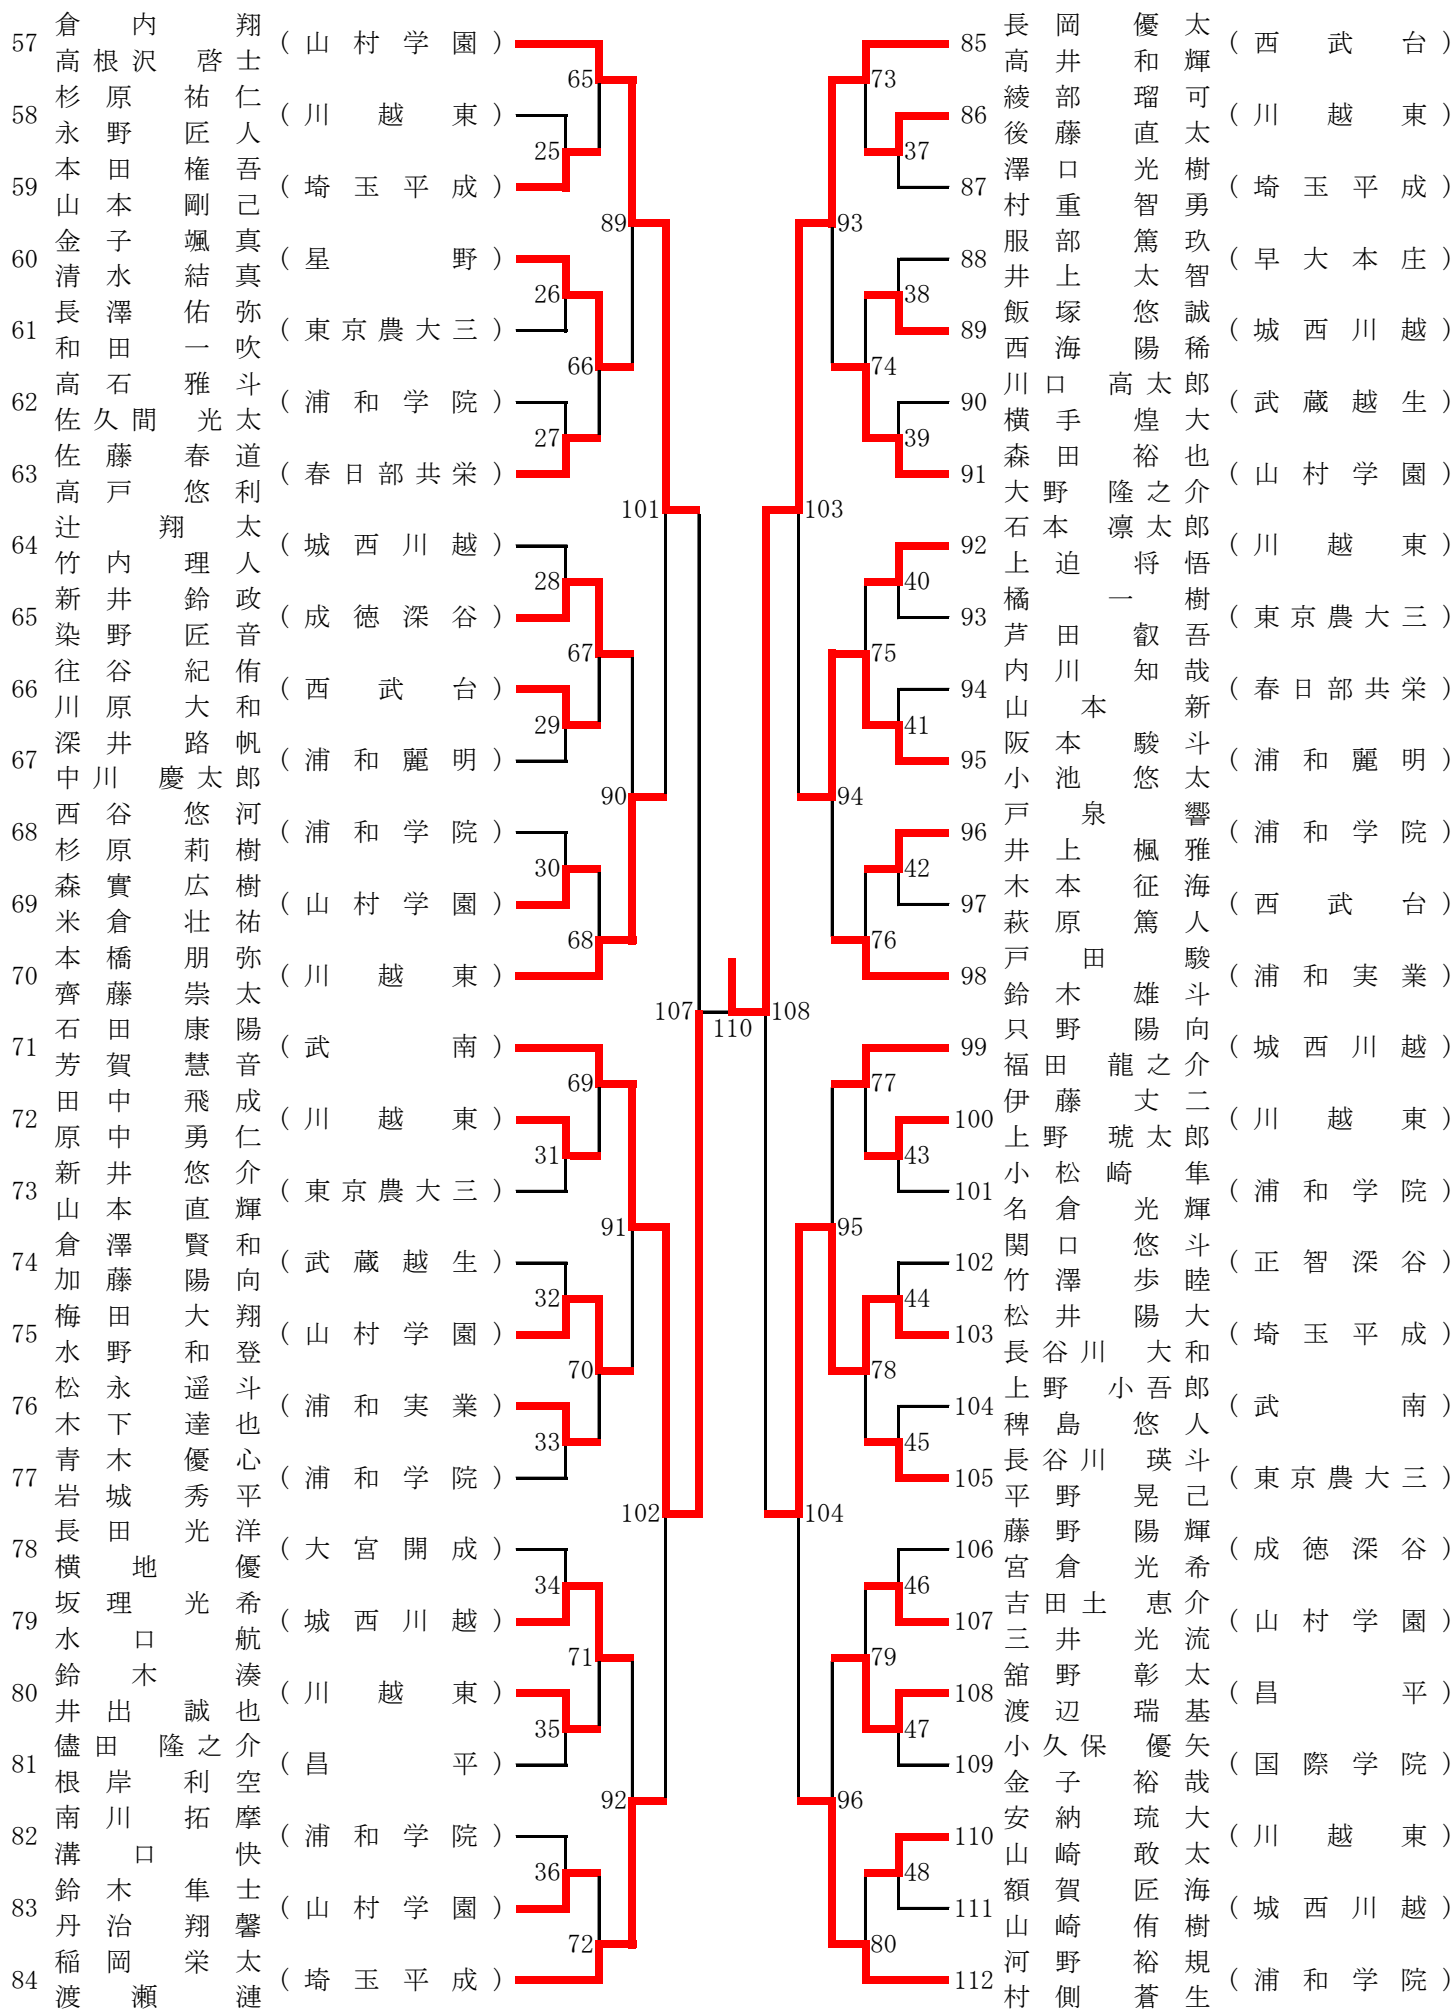 倉内翔
57 (山村学園)
高根沢啓士
杉原祐仁
58 (川越東)
永野匠人
本田権吾
59 (埼玉平成)
山本剛己
金子颯真
60 (星野)
清水結真
長澤佑弥
61 (東京農大三)
和田一吹
高石雅斗
62 (浦和学院)
佐久間光太
佐藤春道
63 (春日部共栄)
高戸悠利
辻翔太
64 (城西川越)
竹内理人
新井鈴政
65 (成徳深谷)
染野匠音
往谷紀侑
66 (西武台)
川原大和
深井路帆
67 (浦和麗明)
中川慶太郎
西谷悠河
68 (浦和学院)
杉原莉樹
森實広樹
69 (山村学園)
米倉壮祐
本橋朋弥
70 (川越東)
齊藤崇太
石田康陽
71 (武南)
芳賀慧音
田中飛成
72 (川越東)
原中勇仁
新井悠介
73 (東京農大三)
山本直輝
倉澤賢和
74 (武蔵越生)
加藤陽向
梅田大翔
75 (山村学園)
水野和登
松永遥斗
76 (浦和実業)
木下達也
青木優心
77 (浦和学院)
岩城秀平
長田光洋
78 (大宮開成)
横地優
坂理光希
79 (城西川越)
水口航
鈴木湊
80 (川越東)
井出誠也
儘田隆之介
81 (昌平)
根岸利空
南川拓摩
82 (浦和学院)
溝口快
鈴木隼士
83 (山村学園)
丹治翔馨
稲岡栄太
84 (埼玉平成)
渡瀬漣
65
25
89
26
66
27
101
28
67
29
90
30
68
107
69
31
91
32
70
33
102
34
71
35
92
36
72
110
73
37
93
38
74
39
103
40
75
41
94
42
76
108
77
43
95
44
78
45
104
46
79
47
96
48
80
長岡優太
85 (西武台)
高井和輝
綾部瑠可
86 (川越東)
後藤直太
澤口光樹
87 (埼玉平成)
村重智勇
服部篤玖
88 (早大本庄)
井上太智
飯塚悠誠
89 (城西川越)
西海陽稀
川口高太郎
90 (武蔵越生)
横手煌大
森田裕也
91 (山村学園)
大野隆之介
石本凛太郎
92 (川越東)
上迫将悟
橘一樹
93 (東京農大三)
芦田叡吾
内川知哉
94 (春日部共栄)
山本新
阪本駿斗
95 (浦和麗明)
小池悠太
戸泉響
96 (浦和学院)
井上楓雅
木本征海
97 (西武台)
萩原篤人
戸田駿
98 (浦和実業)
鈴木雄斗
只野陽向
99 (城西川越)
福田龍之介
伊藤丈二
100 (川越東)
上野琥太郎
小松崎隼
101 (浦和学院)
名倉光輝
関口悠斗
102 (正智深谷)
竹澤歩睦
松井陽大
103 (埼玉平成)
長谷川大和
上野小吾郎
104 (武南)
稗島悠人
長谷川瑛斗
105 (東京農大三)
平野晃己
藤野陽輝
106 (成徳深谷)
宮倉光希
吉田土恵介
107 (山村学園)
三井光流
舘野彰太
108 (昌平)
渡辺瑞基
小久保優矢
109 (国際学院)
金子裕哉
安納琉大
110 (川越東)
山崎敢太
額賀匠海
111 (城西川越)
山崎侑樹
河野裕規
112 (浦和学院)
村側蒼生